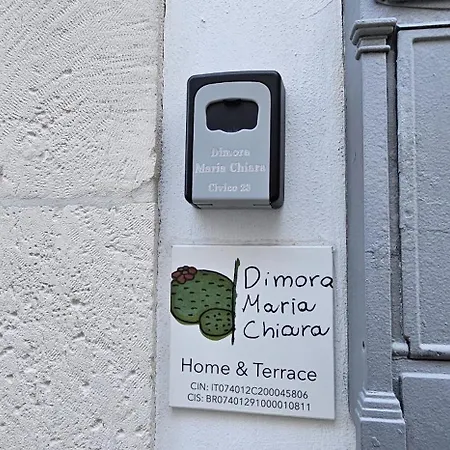 Dimora
Maria Chiara
Civico 23
Dimora
Maria
Chiara
Home & Terrace
CIN: IT074012C200045806
CIS: BR07401291000010811